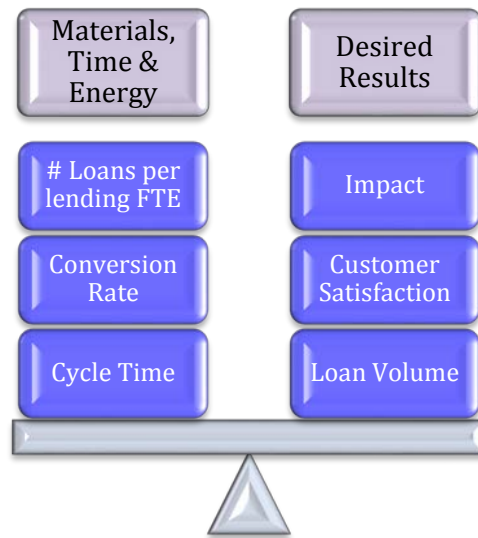 Materials,
Time &
Energy
Desired
Results
# Loans per
lending FTE
Impact
Conversion
Rate
Customer
Satisfaction
Cycle Time
Loan Volume